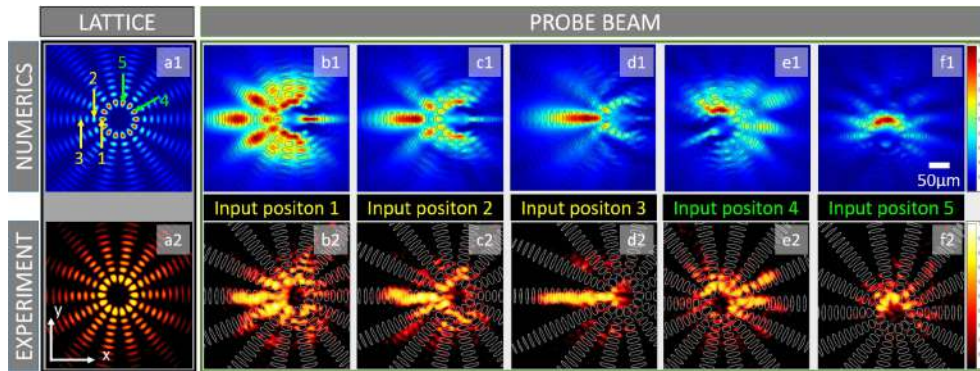 LATTICE
PROBE BEAM
NUMERICS
a1
5
2
4
3
1
b1
c1
d1
e1
f1
50μm
Input positon 1
Input positon 2
Input positon 3
Input positon 4
Input positon 5
EXPERIMENT
a2
y
x
b2
c2
d2
e2
f2